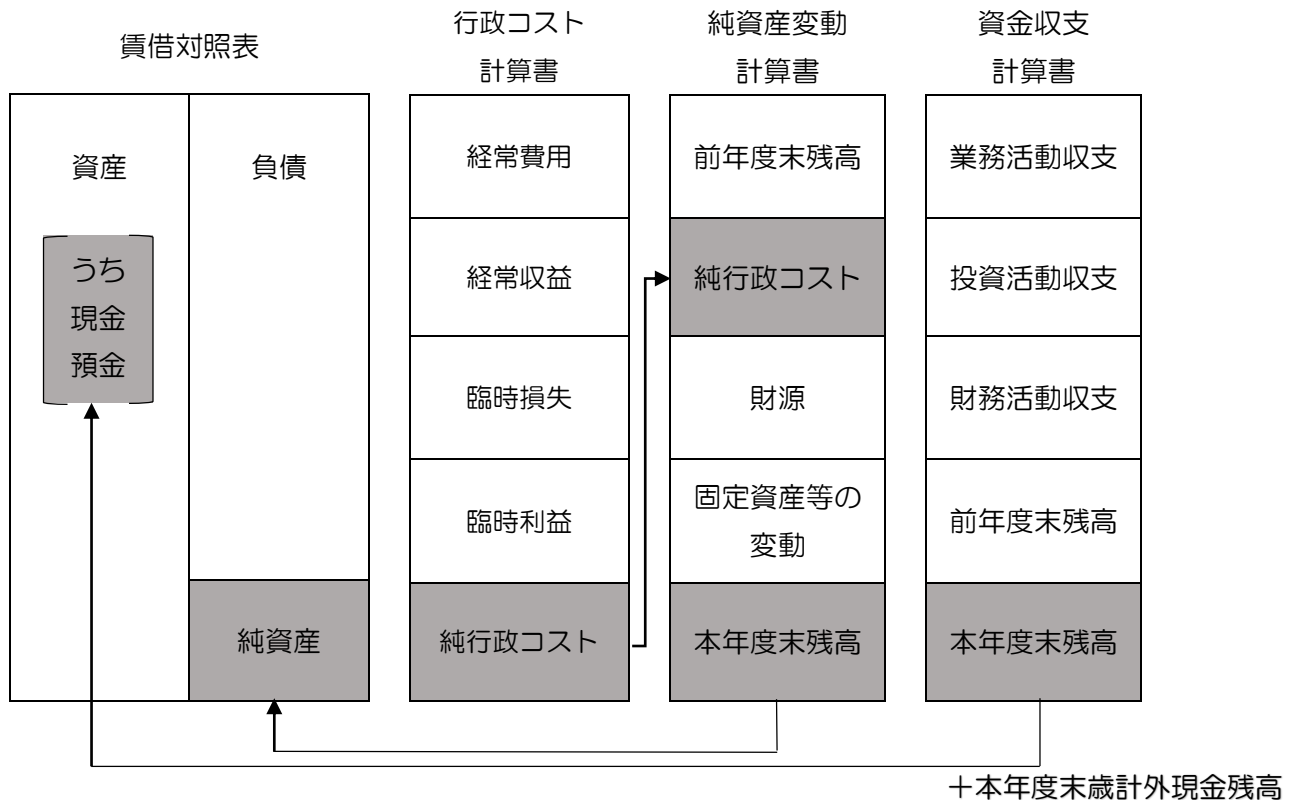 賃借対照表
行政コスト
計算書
純資産変動
計算書
資金収支
計算書
資産
負債
うち
現金
預金
純資産
経常費用
経常収益
臨時損失
臨時利益
純行政コスト
前年度末残高
純行政コスト
財源
固定資産等の
変動
本年度末残高
業務活動収支
投資活動収支
財務活動収支
前年度末残高
本年度末残高
＋本年度末歳計外現金残高